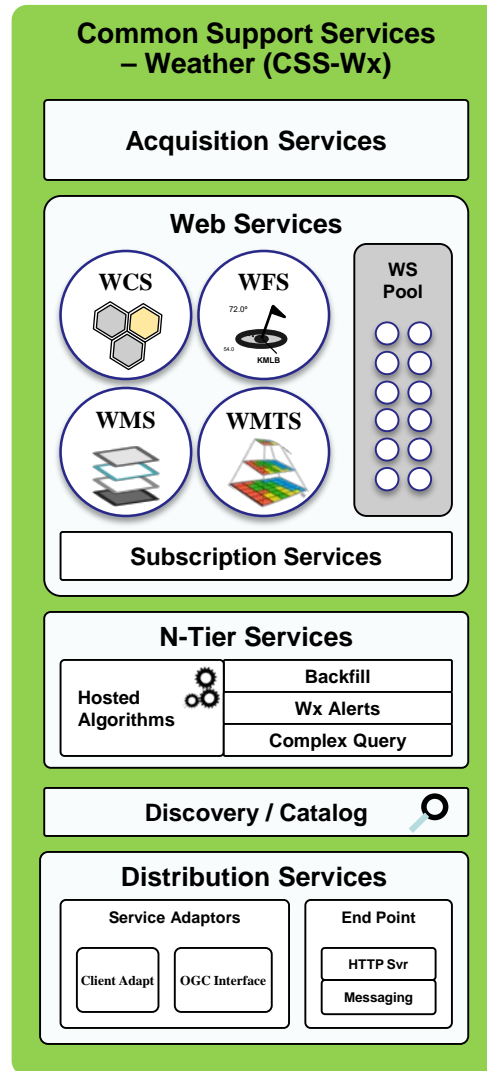 Common Support Services
– Weather (CSS-Wx)
Acquisition Services
Web Services
WCS
WFS
72.0°
54.0
KMLB
WMS
WMTS
WS
Pool
Subscription Services
N-Tier Services
Hosted
Algorithms
Backfill
Wx Alerts
Complex Query
Discovery / Catalog
Distribution Services
Service Adaptors
Client Adapt
OGC Interface
End Point
HTTP Svr
Messaging